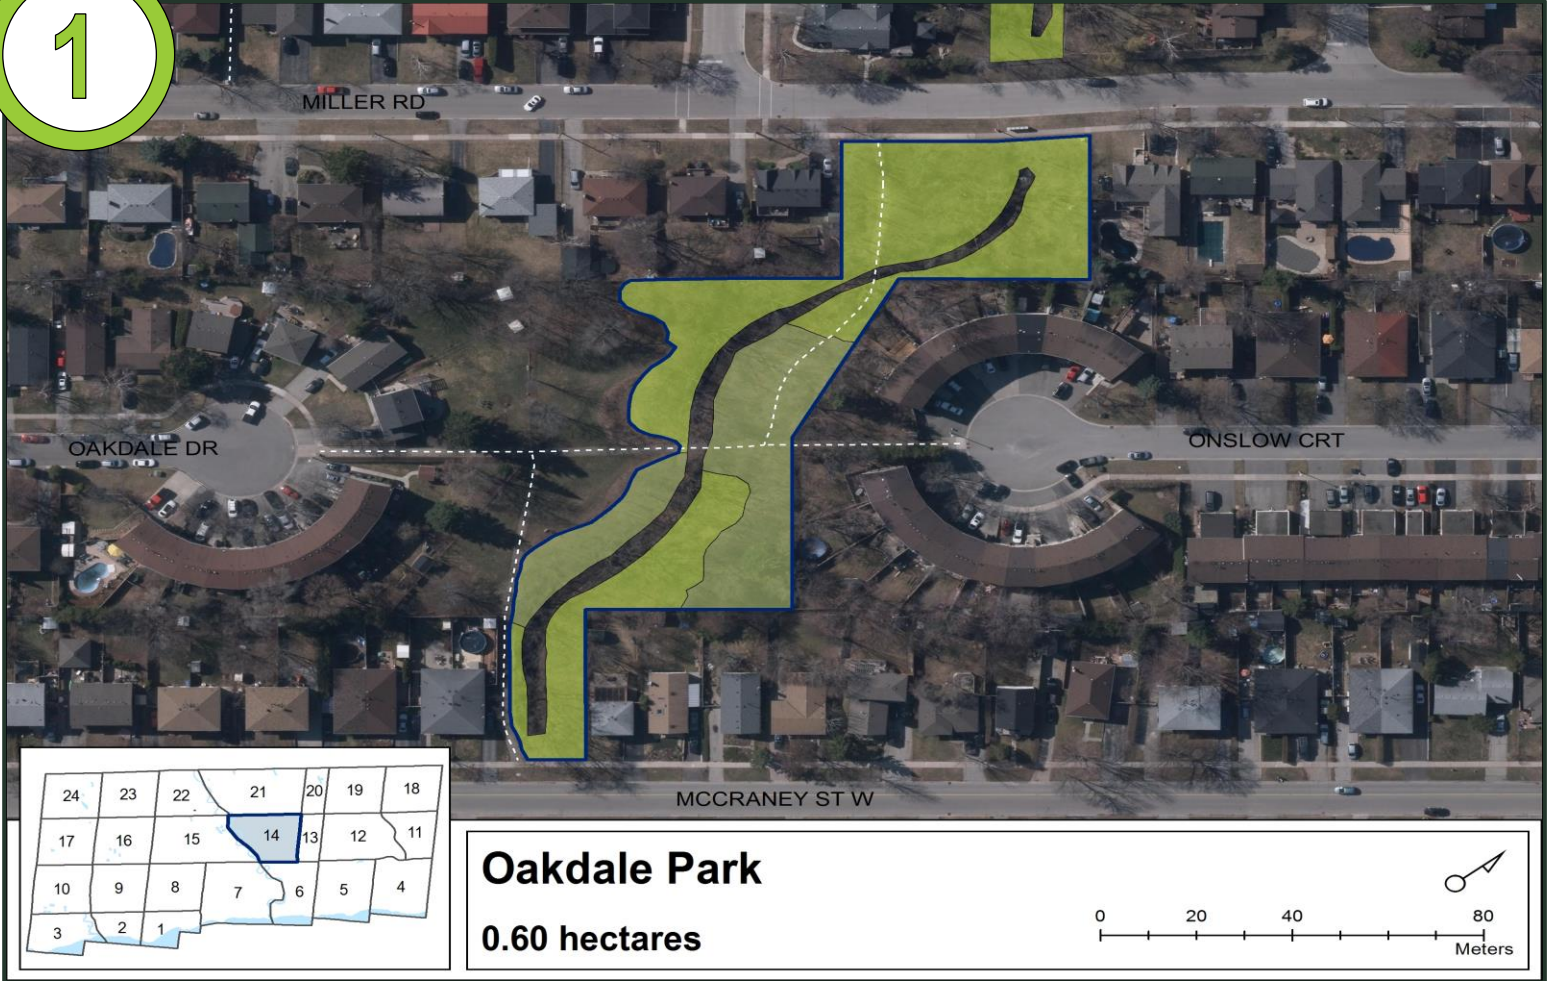 1
MILLER RD
OAKDALE DR
ONSLOW CRT
MCCRANEY ST W
24 23 22 21 20 19 18
17 16 15 14 13 12 11
10 9 8 7 6 5 4
3 2 1
Oakdale Park
0.60 hectares
0 20 40 80
Meters